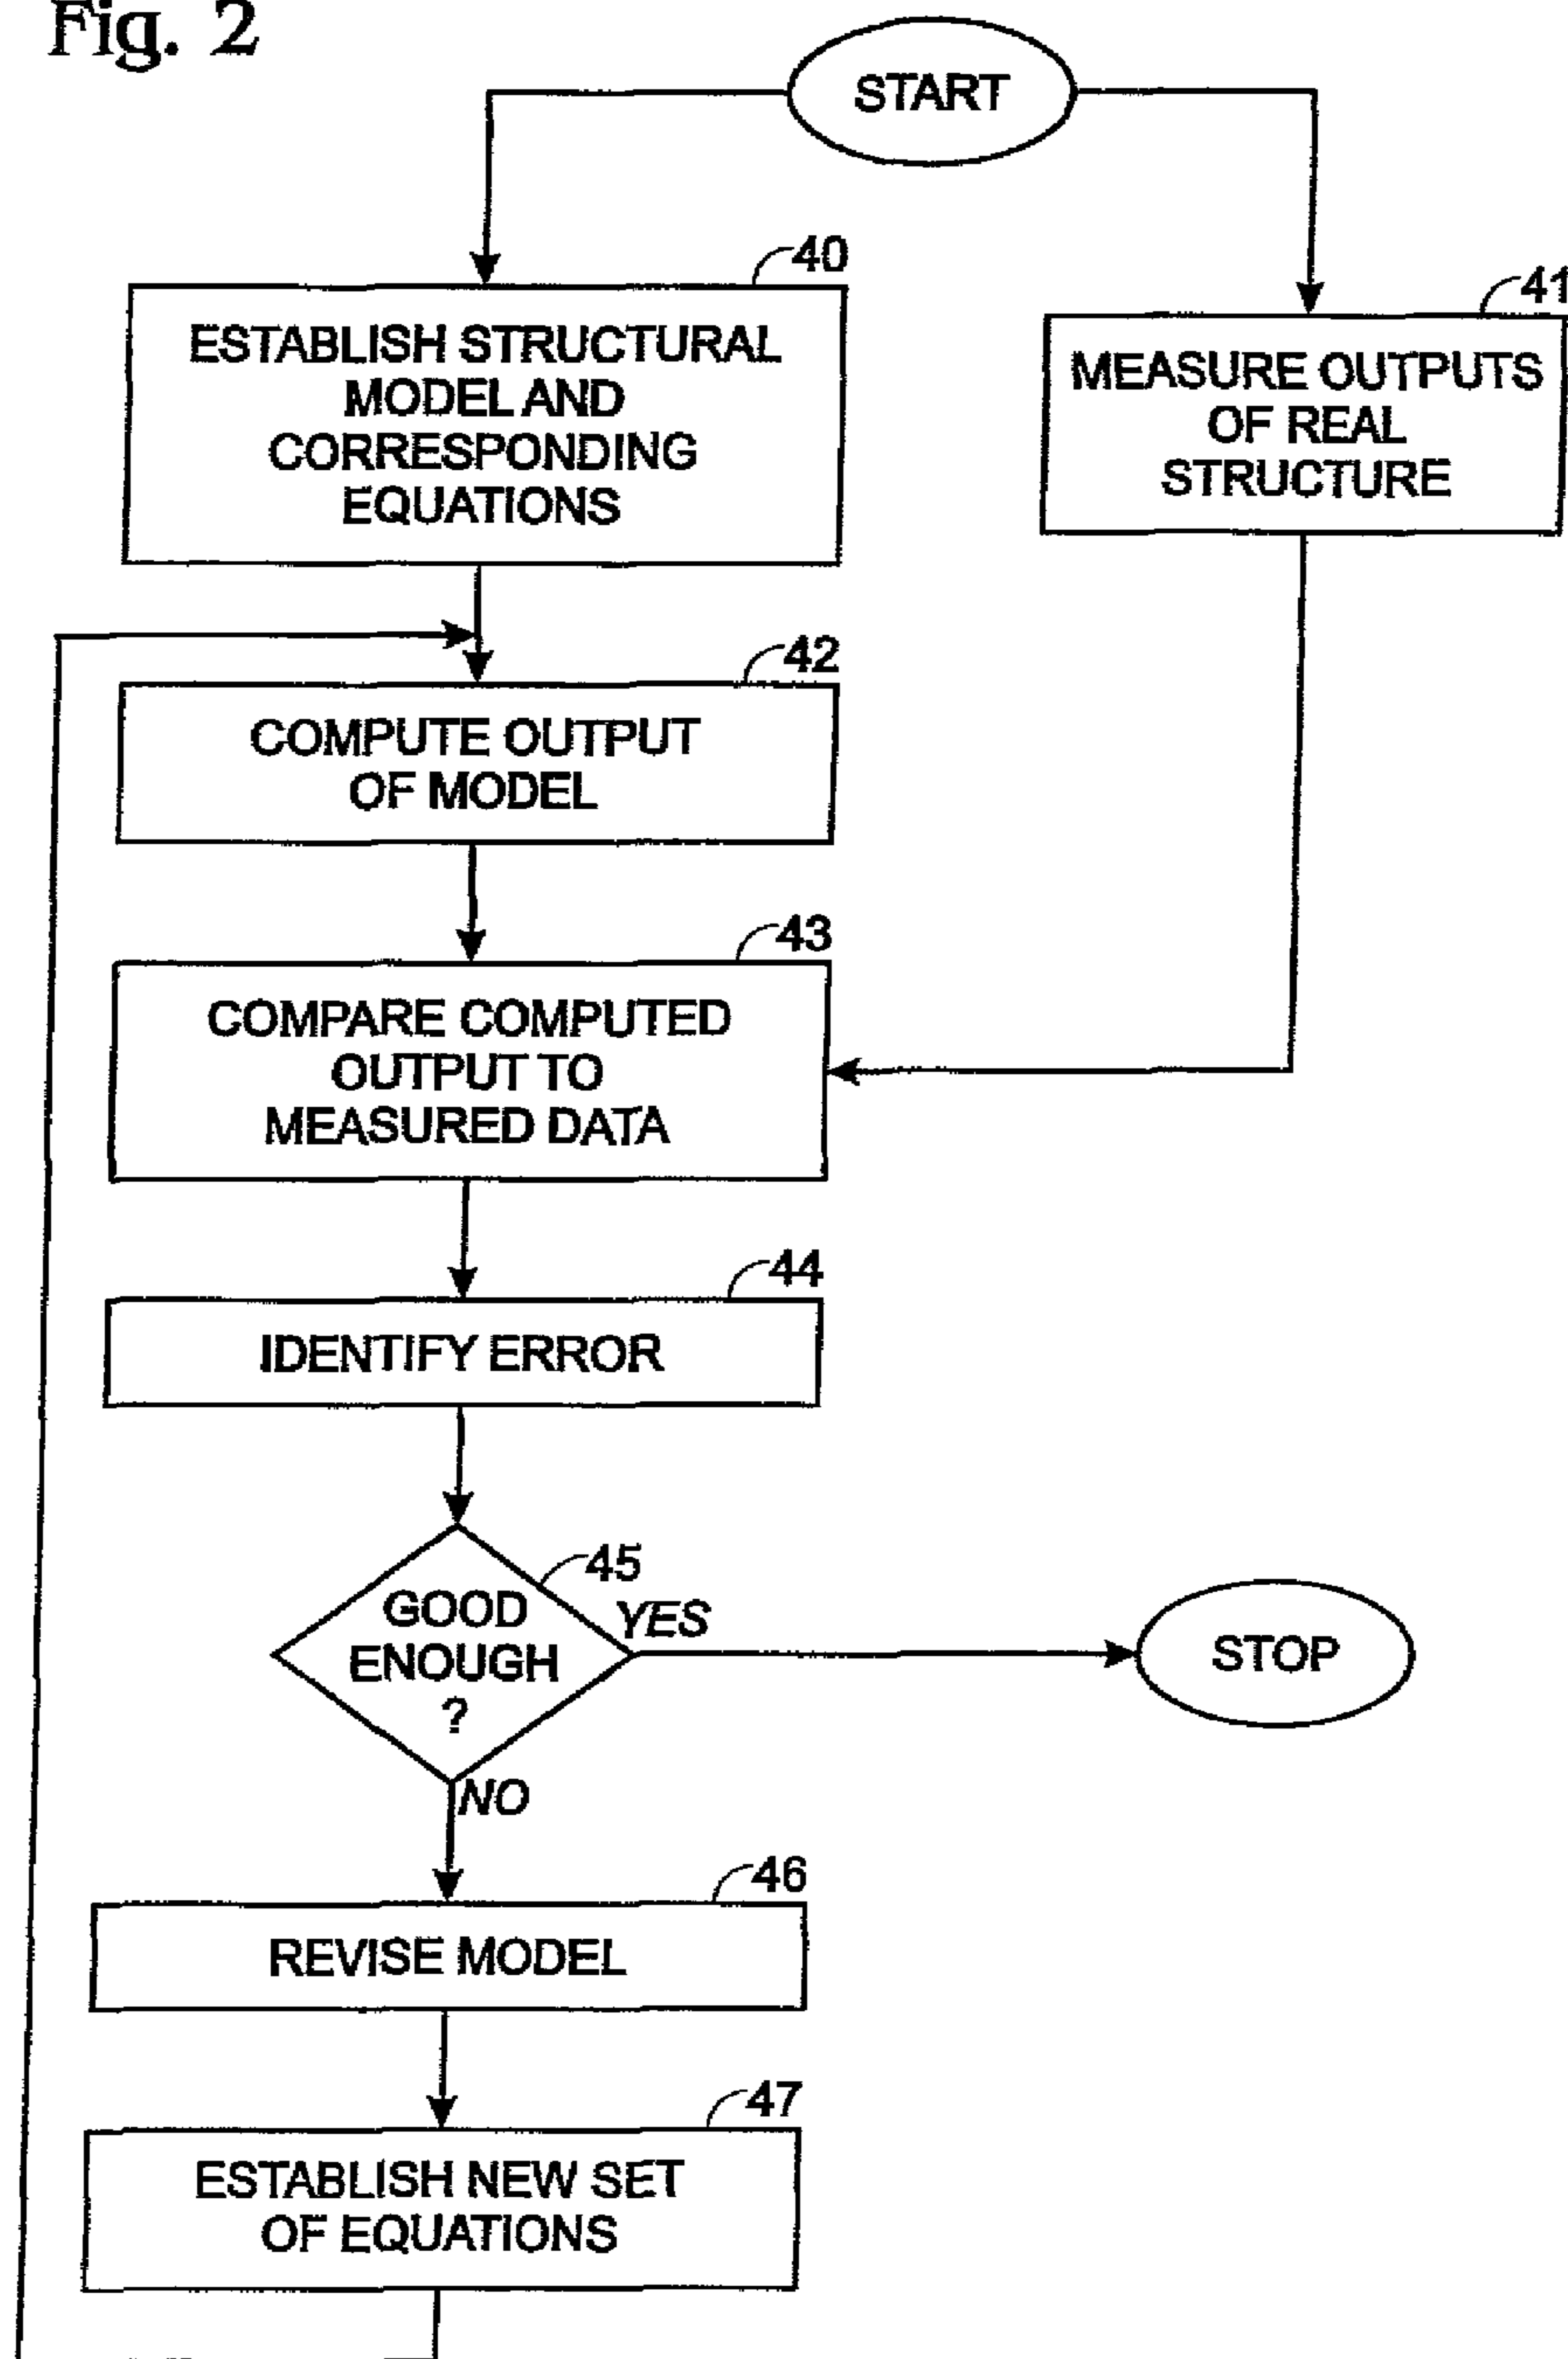 Fig. 2
START
40
ESTABLISH STRUCTURAL
MODEL AND
CORRESPONDING
EQUATIONS
41
MEASURE OUTPUTS
OF REAL
STRUCTURE
42
COMPUTE OUTPUT
OF MODEL
43
COMPARE COMPUTED
OUTPUT TO
MEASURED DATA
44
IDENTIFY ERROR
45
GOOD
ENOUGH
?
YES
STOP
NO
46
REVISE MODEL
47
ESTABLISH NEW SET
OF EQUATIONS